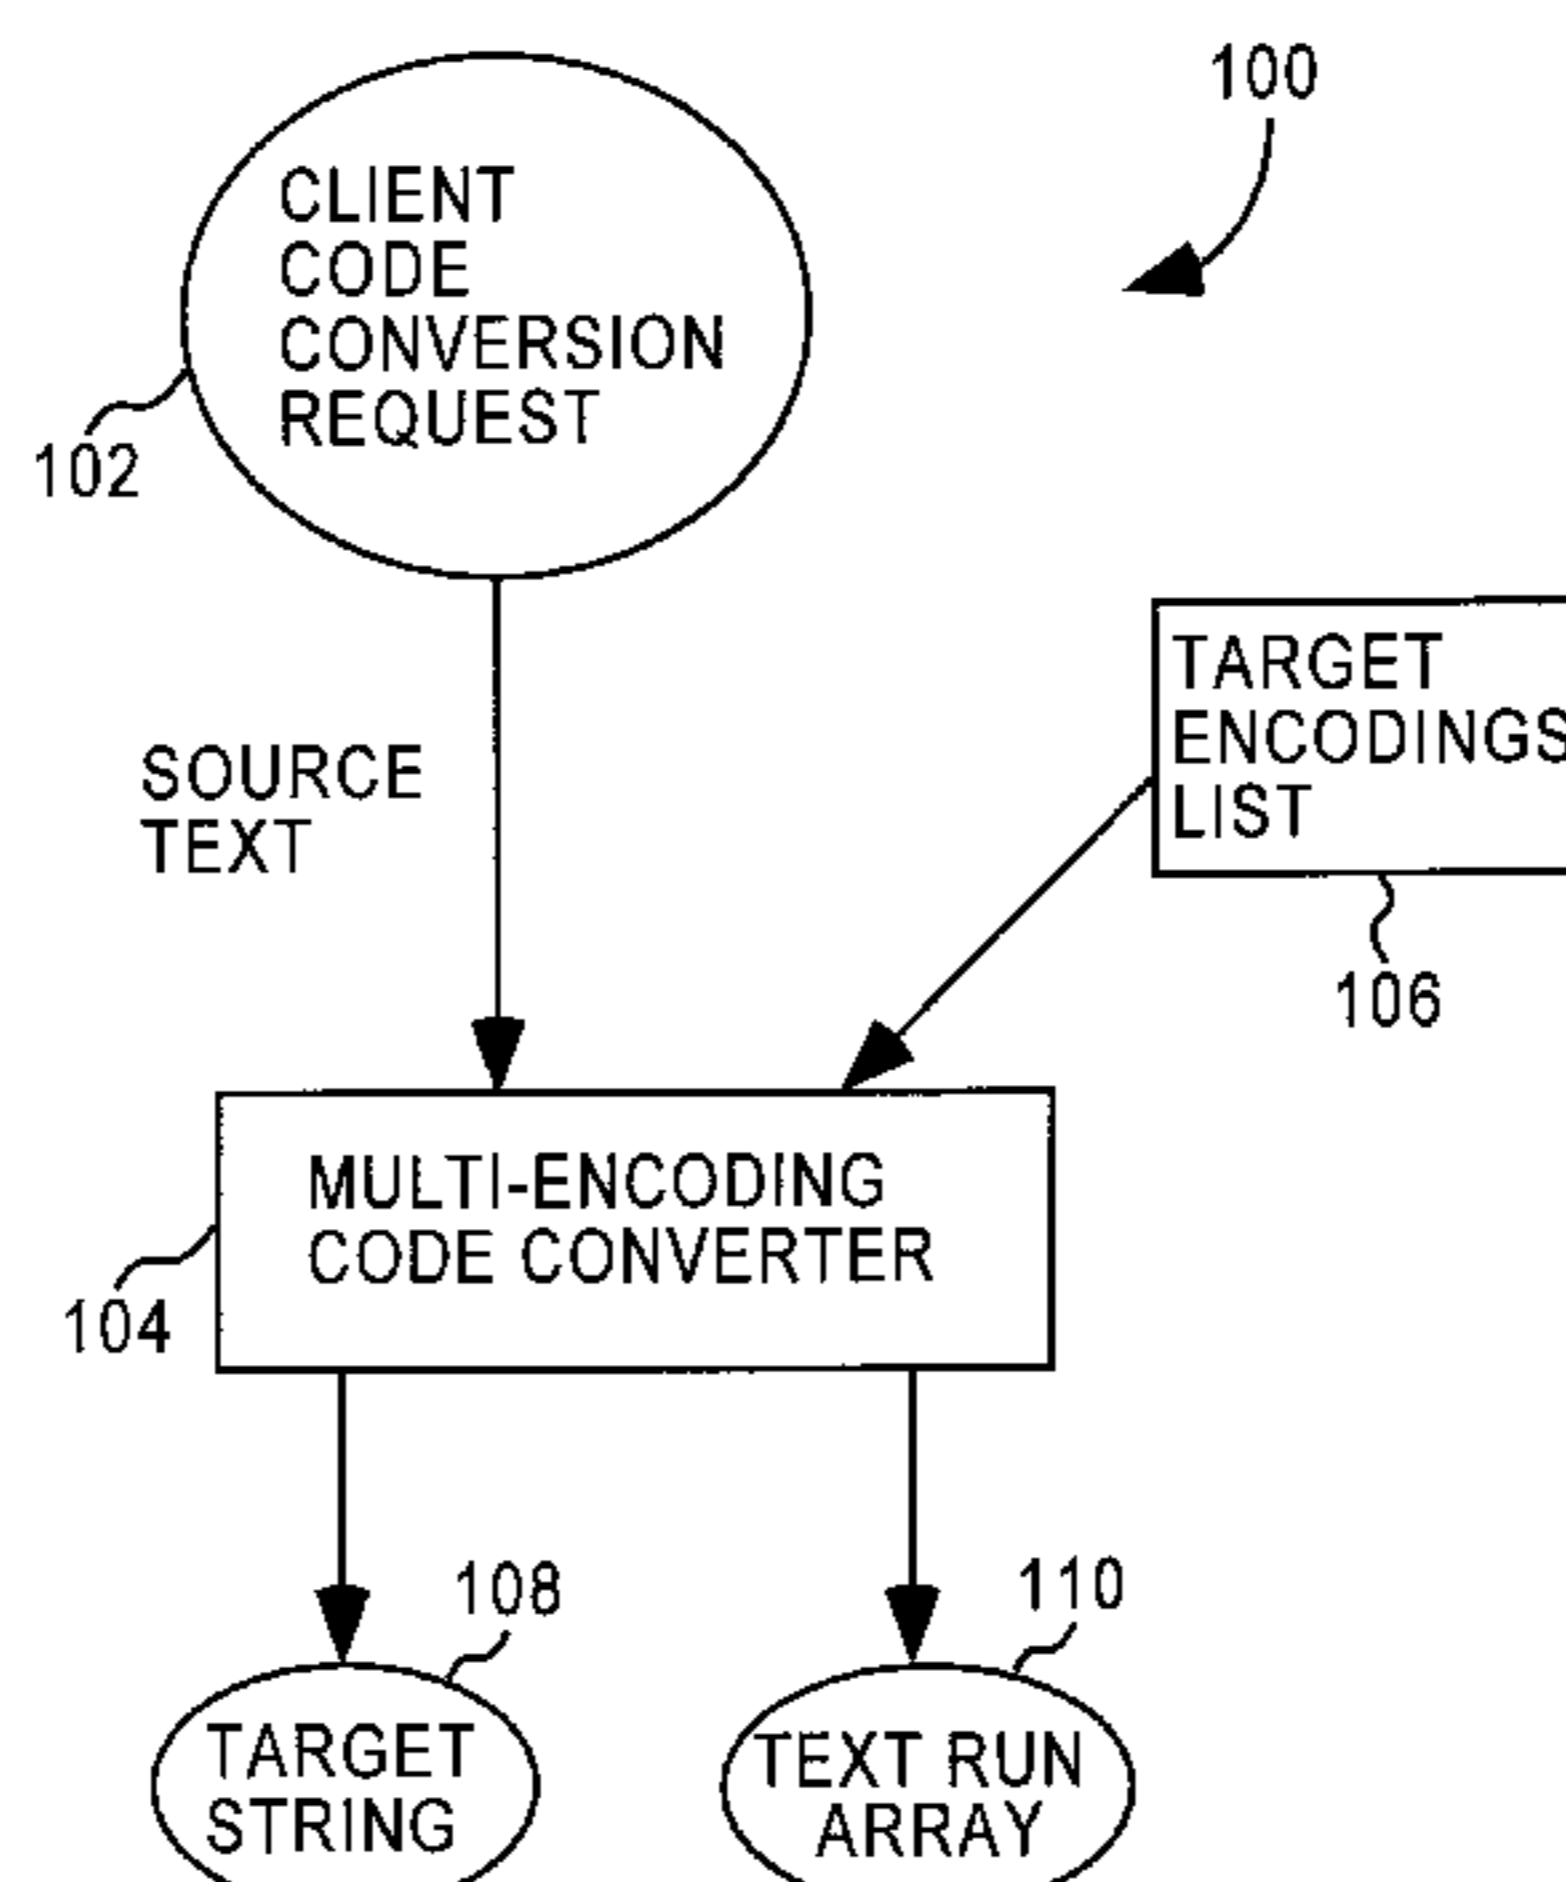 100
CLIENT
CODE
CONVERSION
REQUEST
102
TARGET
ENCODINGS
LIST
SOURCE
TEXT
106
MULTI-ENCODING
CODE CONVERTER
104
108
110
TARGET
STRING
TEXT RUN
ARRAY